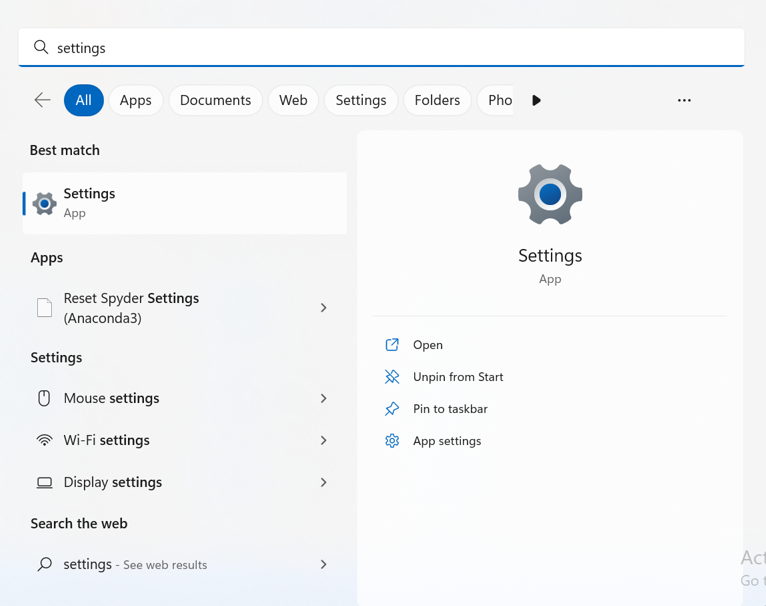 settings
All Apps Documents Web Settings Folders Pho
Best match
Settings
App
Apps
Reset Spyder Settings
(Anaconda3)
Settings
Mouse settings
Wi-Fi settings
Display settings
Search the web
settings - See web results
Settings
App
Open
Unpin from Start
Pin to taskbar
App settings
Act
Go t